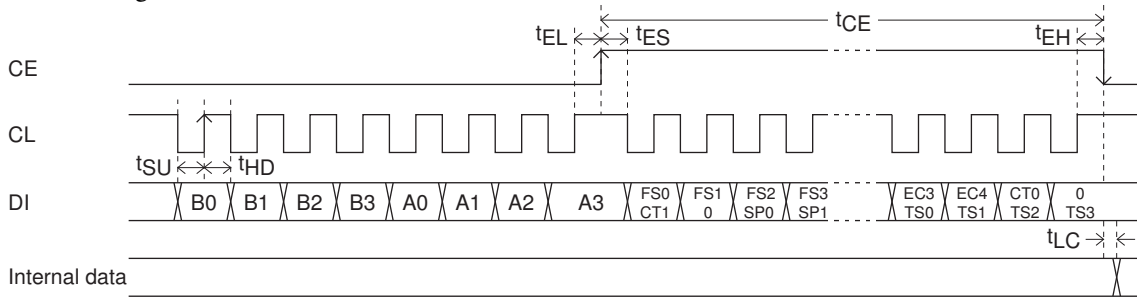 tCE
tEL tES tEH
CE
CL
tSU tHD
DI B0 B1 B2 B3 A0 A1 A2 A3 FS0 FS1 FS2 FS3 EC3 EC4 CT0 0
CT1 0 SP0 SP1 TS0 TS1 TS2 TS3
tLC
Internal data